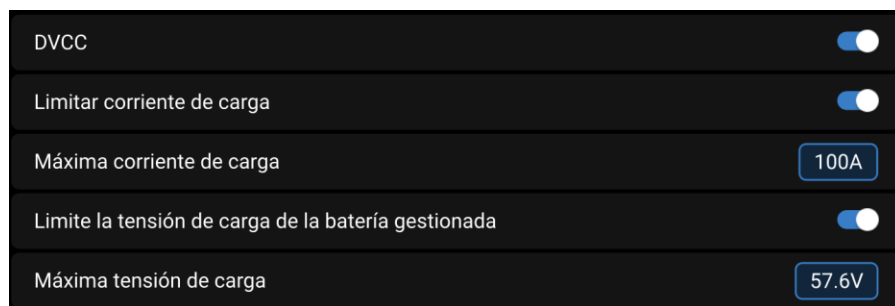 DVCC
Limitar corriente de carga
Máxima corriente de carga 100A
Limite la tensión de carga de la batería gestionada
Máxima tensión de carga 57.6V